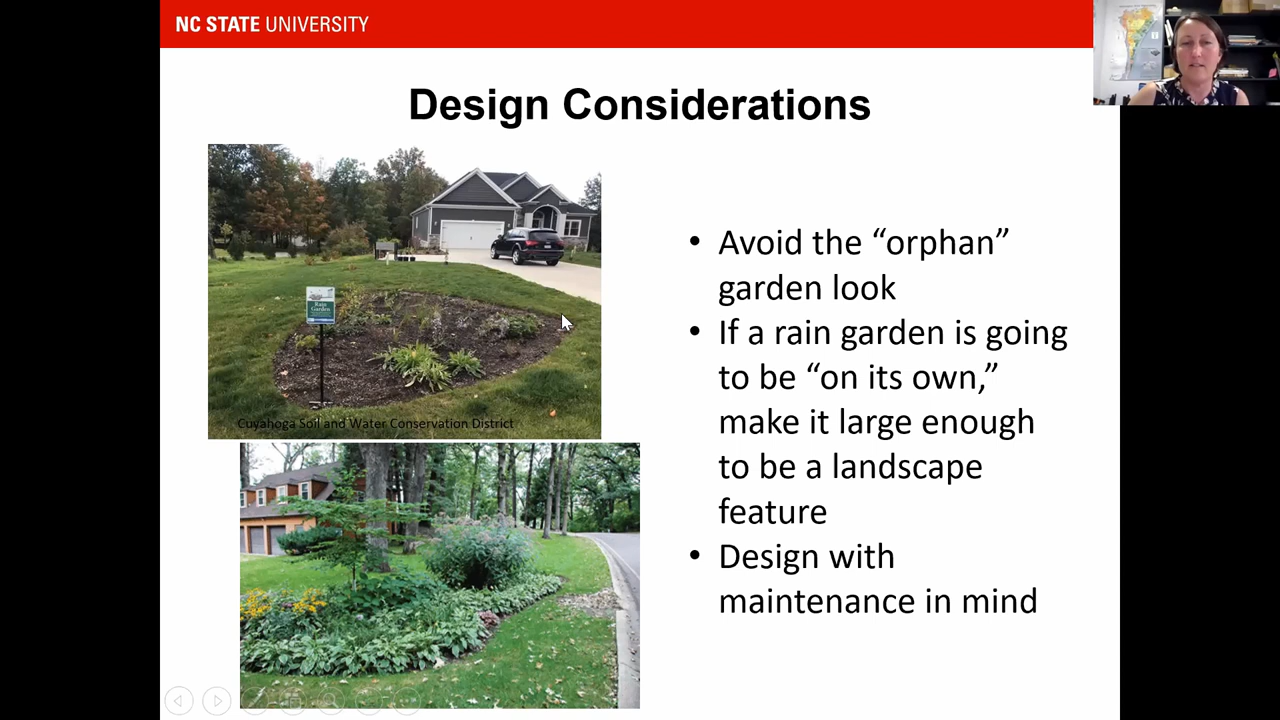 NC STATE UNIVERSITY
Design Considerations
Rain
Garden
Cuyahoga Soil and Water Conservation District
• Avoid the “orphan”
garden look
• If a rain garden is going
to be “on its own,”
make it large enough
to be a landscape
feature
• Design with
maintenance in mind